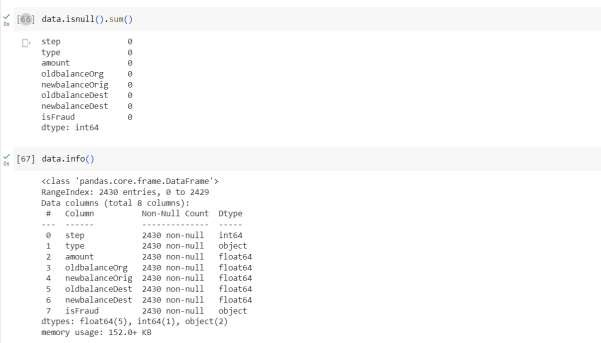 [66] data.isnull().sum()
0s
step 0
type 0
amount 0
oldbalanceOrg 0
newbalanceOrig 0
oldbalanceDest 0
newbalanceDest 0
isFraud 0
dtype: int64
[67] data.info()
0s
<class 'pandas.core.frame.DataFrame'>
RangeIndex: 2430 entries, 0 to 2429
Data columns (total 8 columns):
# Column Non-Null Count Dtype
--- ------ -------------- -----
0 step 2430 non-null int64
1 type 2430 non-null object
2 amount 2430 non-null float64
3 oldbalanceOrg 2430 non-null float64
4 newbalanceOrig 2430 non-null float64
5 oldbalanceDest 2430 non-null float64
6 newbalanceDest 2430 non-null float64
7 isFraud 2430 non-null object
dtypes: float64(5), int64(1), object(2)
memory usage: 152.0+ KB